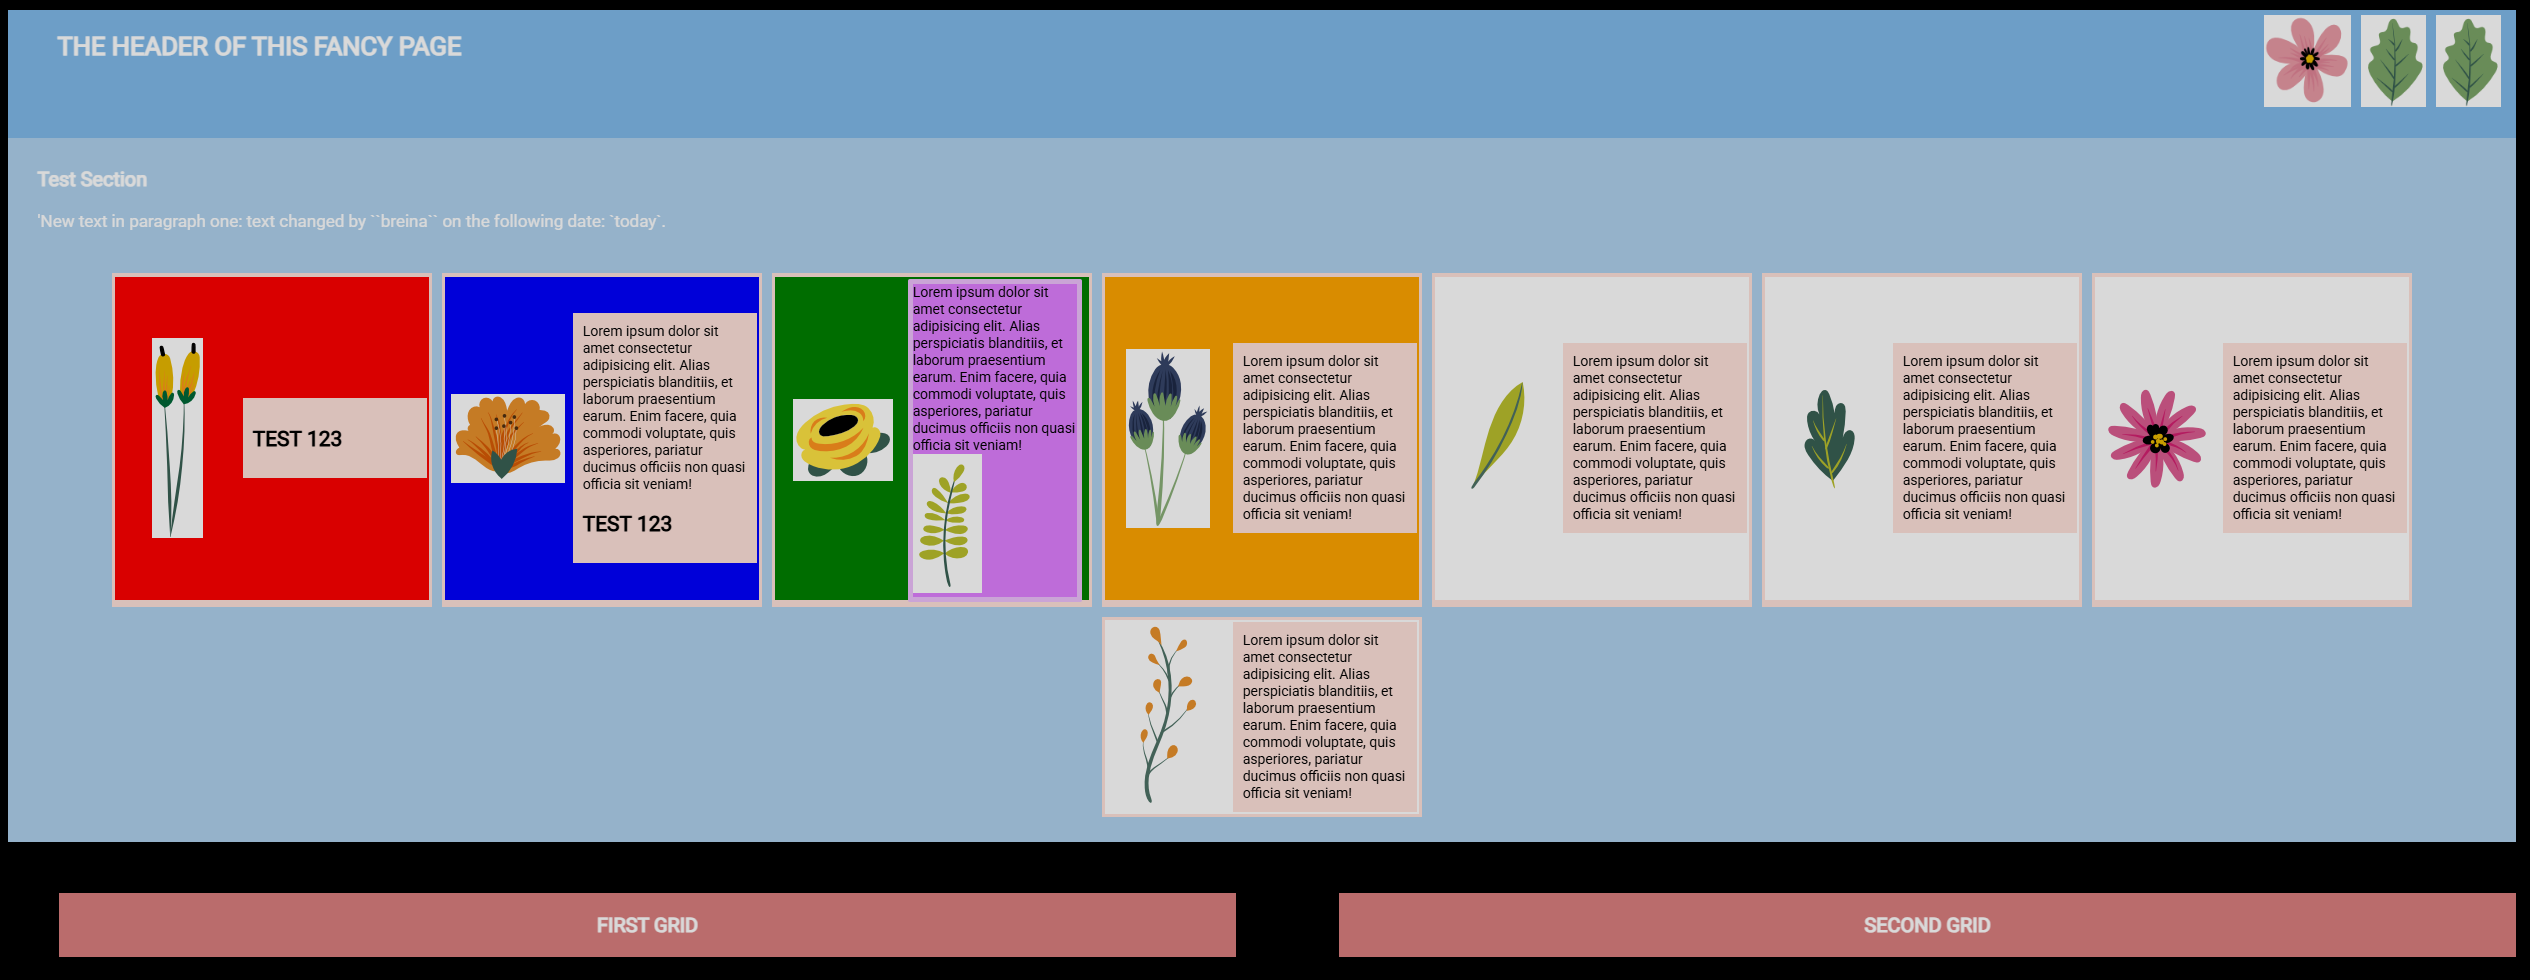 THE HEADER OF THIS FANCY PAGE
Test Section
'New text in paragraph one: text changed by ``breina`` on the following date: `today`.
TEST 123
Lorem ipsum dolor sit
amet consectetur
adipisicing elit. Alias
perspiciatis blanditiis, et
laborum praesentium
earum. Enim facere, quia
commodi voluptate, quis
asperiores, pariatur
ducimus officiis non quasi
officia sit veniam!
TEST 123
Lorem ipsum dolor sit
amet consectetur
adipisicing elit. Alias
perspiciatis blanditiis, et
laborum praesentium
earum. Enim facere, quia
commodi voluptate, quis
asperiores, pariatur
ducimus officiis non quasi
officia sit veniam!
Lorem ipsum dolor sit
amet consectetur
adipisicing elit. Alias
perspiciatis blanditiis, et
laborum praesentium
earum. Enim facere, quia
commodi voluptate, quis
asperiores, pariatur
ducimus officiis non quasi
officia sit veniam!
Lorem ipsum dolor sit
amet consectetur
adipisicing elit. Alias
perspiciatis blanditiis, et
laborum praesentium
earum. Enim facere, quia
commodi voluptate, quis
asperiores, pariatur
ducimus officiis non quasi
officia sit veniam!
Lorem ipsum dolor sit
amet consectetur
adipisicing elit. Alias
perspiciatis blanditiis, et
laborum praesentium
earum. Enim facere, quia
commodi voluptate, quis
asperiores, pariatur
ducimus officiis non quasi
officia sit veniam!
Lorem ipsum dolor sit
amet consectetur
adipisicing elit. Alias
perspiciatis blanditiis, et
laborum praesentium
earum. Enim facere, quia
commodi voluptate, quis
asperiores, pariatur
ducimus officiis non quasi
officia sit veniam!
Lorem ipsum dolor sit
amet consectetur
adipisicing elit. Alias
perspiciatis blanditiis, et
laborum praesentium
earum. Enim facere, quia
commodi voluptate, quis
asperiores, pariatur
ducimus officiis non quasi
officia sit veniam!
FIRST GRID
SECOND GRID